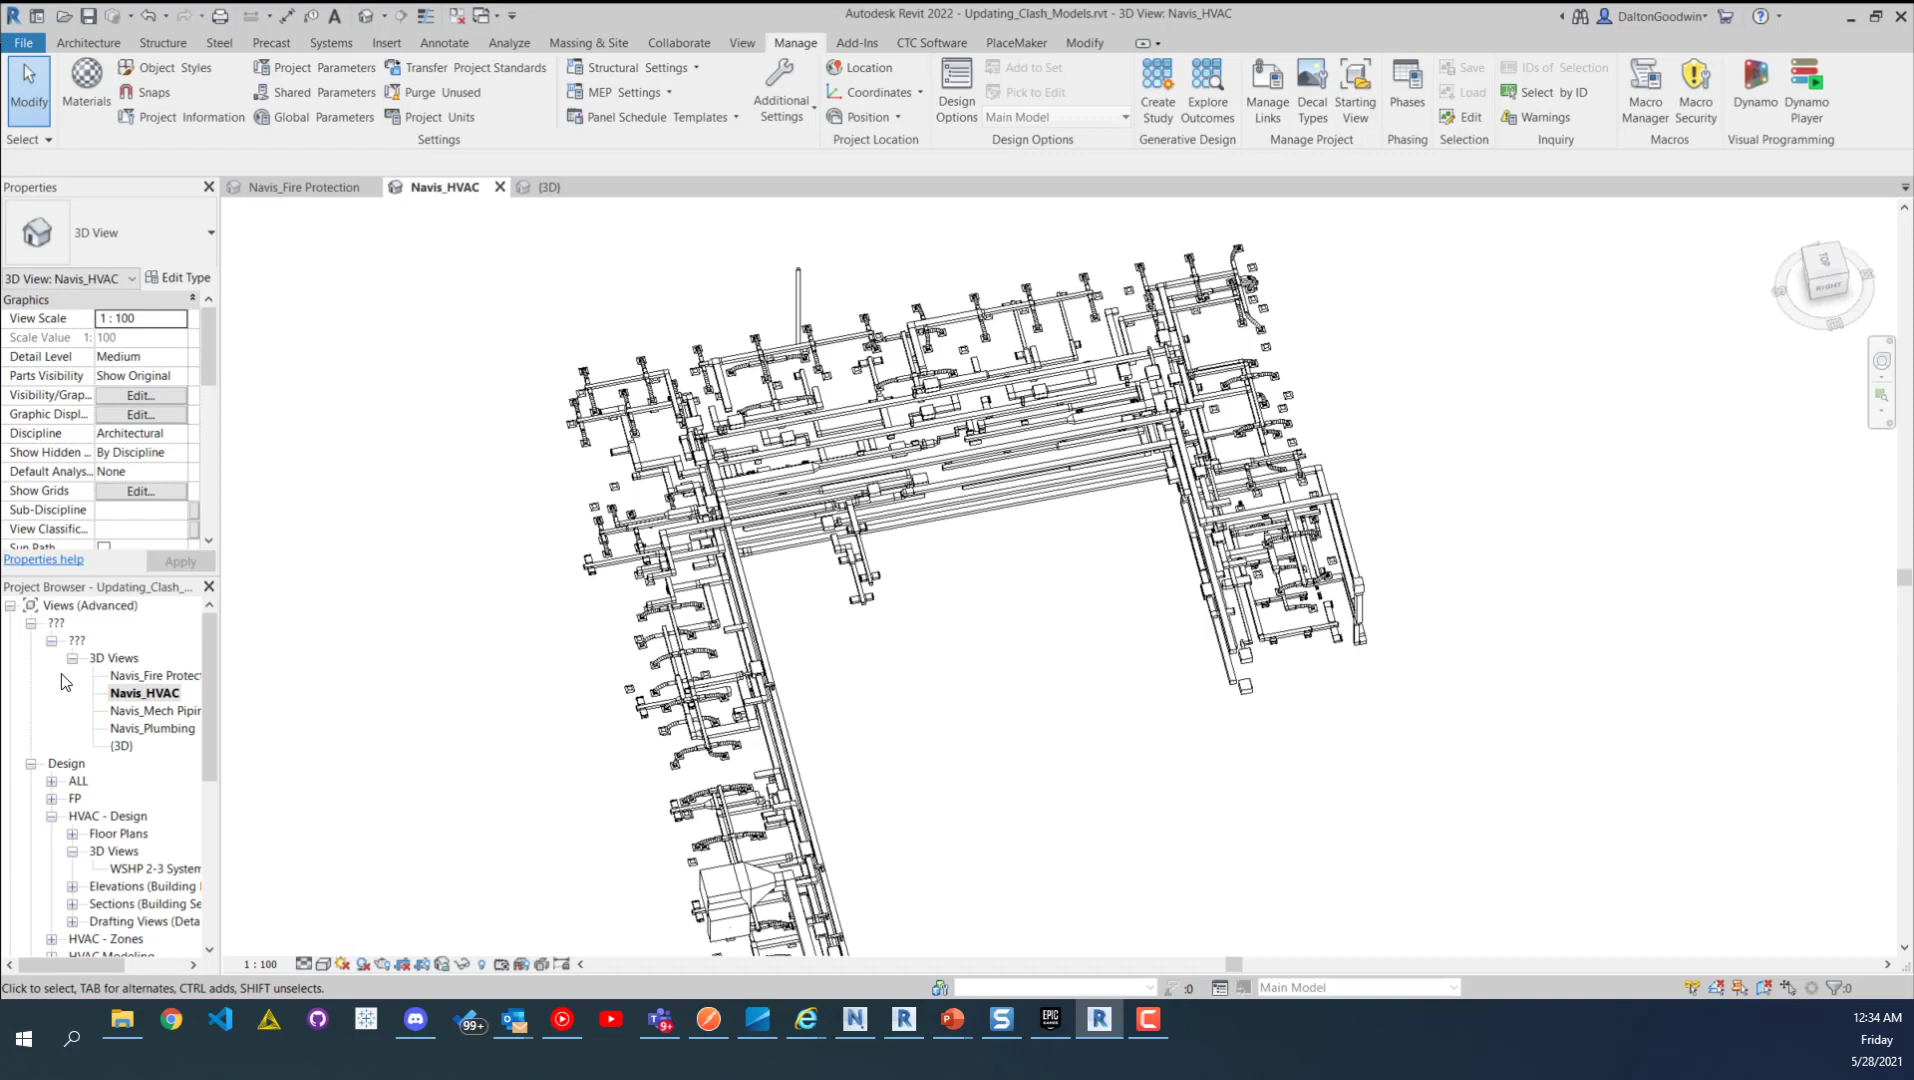 Autodesk Revit 2022 - Updating_Clash_Models.rvt - 3D View: Navis_HVAC
DaltonGoodwin
File
Architecture
Structure
Steel
Precast
Systems
Insert
Annotate
Analyze
Massing & Site
Collaborate
View
Manage
Add-Ins
CTC Software
PlaceMaker
Modify
Modify
Materials
Object Styles
Snaps
Project Information
Project Parameters
Shared Parameters
Global Parameters
Transfer Project Standards
Purge Unused
Project Units
Structural Settings
MEP Settings
Panel Schedule Templates
Additional
Settings
Location
Coordinates
Position
Design
Options
Add to Set
Pick to Edit
Main Model
Create
Study
Explore
Outcomes
Manage
Links
Decal
Types
Starting
View
Phases
Save
Load
Edit
IDs of Selection
Select by ID
Warnings
Macro
Manager
Macro
Security
Dynamo
Dynamo
Player
Select
Settings
Project Location
Design Options
Generative Design
Manage Project
Phasing
Selection
Inquiry
Macros
Visual Programming
Properties
Navis_Fire Protection
Navis_HVAC
{3D}
3D View
3D View: Navis_HVAC
Edit Type
Graphics
View Scale
1 : 100
Scale Value 1:
100
Detail Level
Medium
Parts Visibility
Show Original
Visibility/Grap...
Edit...
Graphic Displ...
Edit...
Discipline
Architectural
Show Hidden ...
By Discipline
Default Analys...
None
Show Grids
Edit...
Sub-Discipline
View Classific...
Sun Path
Properties help
Apply
Project Browser - Updating_Clash_...
Views (Advanced)
???
???
3D Views
Navis_Fire Protec
Navis_HVAC
Navis_Mech Pipir
Navis_Plumbing
{3D}
Design
ALL
FP
HVAC - Design
Floor Plans
3D Views
WSHP 2-3 System
Elevations (Building
Sections (Building Se
Drafting Views (Deta
HVAC - Zones
HVAC Modeling
TOP
RIGHT
1 : 100
Click to select, TAB for alternates, CTRL adds, SHIFT unselects.
:0
Main Model
:0
99+
9+
EPIC
GAMES
12:34 AM
Friday
5/28/2021